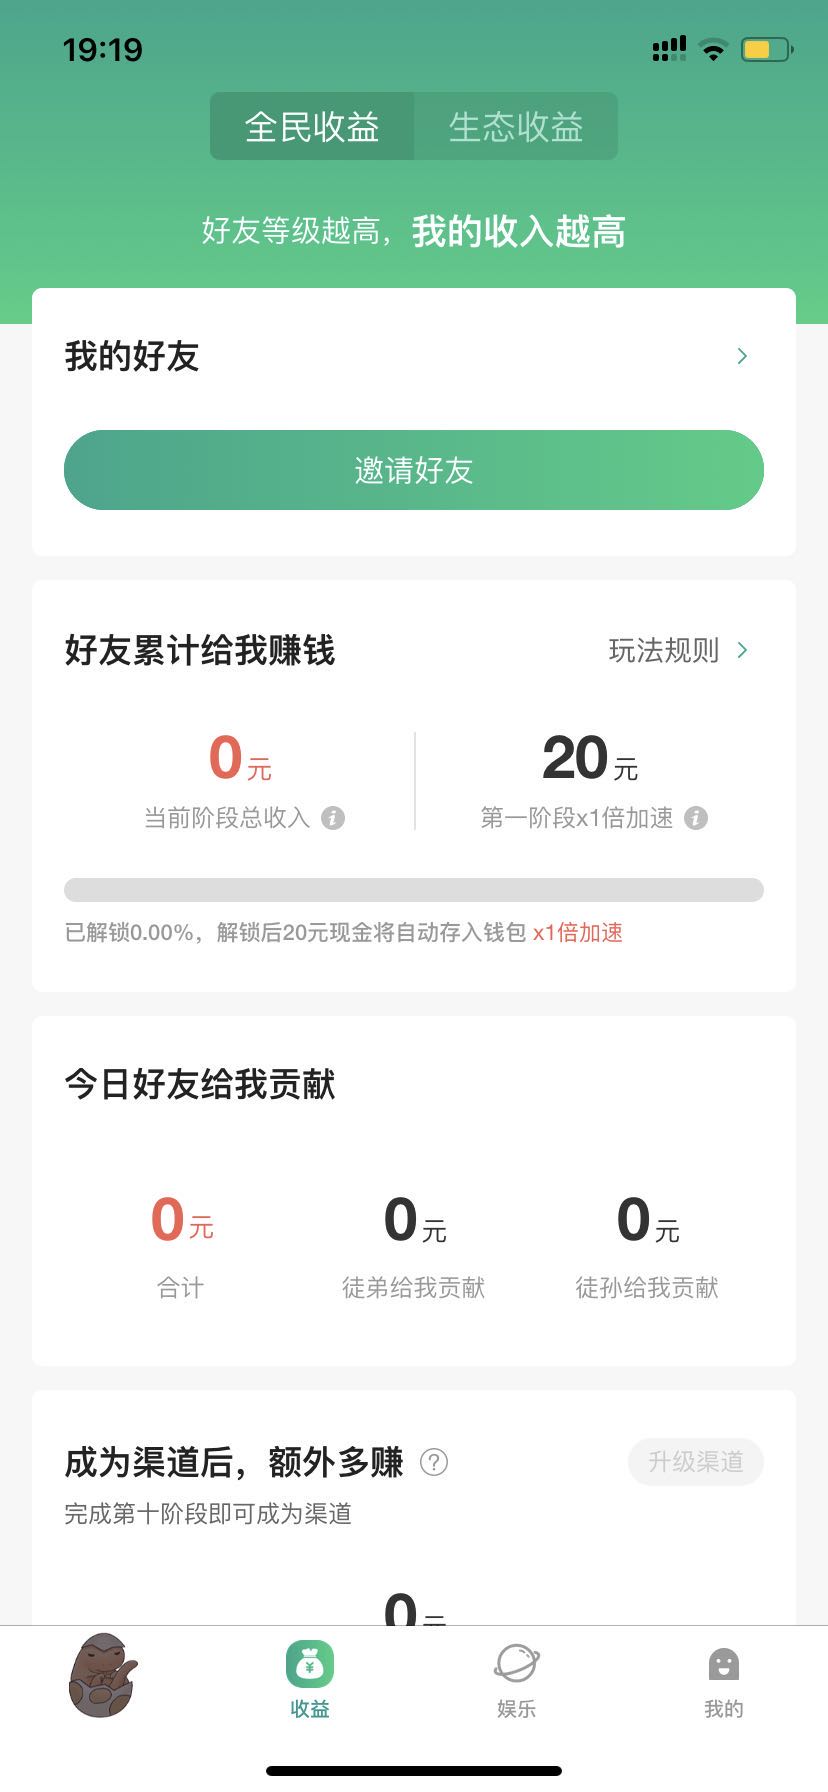 19:19
全民收益 生态收益
好友等级越高，我的收入越高
我的好友
邀请好友
好友累计给我赚钱 玩法规则
0元 20元
当前阶段总收入 第一阶段x1倍加速
已解锁0.00%，解锁后20元现金将自动存入钱包 x1倍加速
今日好友给我贡献
0元 0元 0元
合计 徒弟给我贡献 徒孙给我贡献
成为渠道后，额外多赚 ? 升级渠道
完成第十阶段即可成为渠道
0元
收益 娱乐 我的